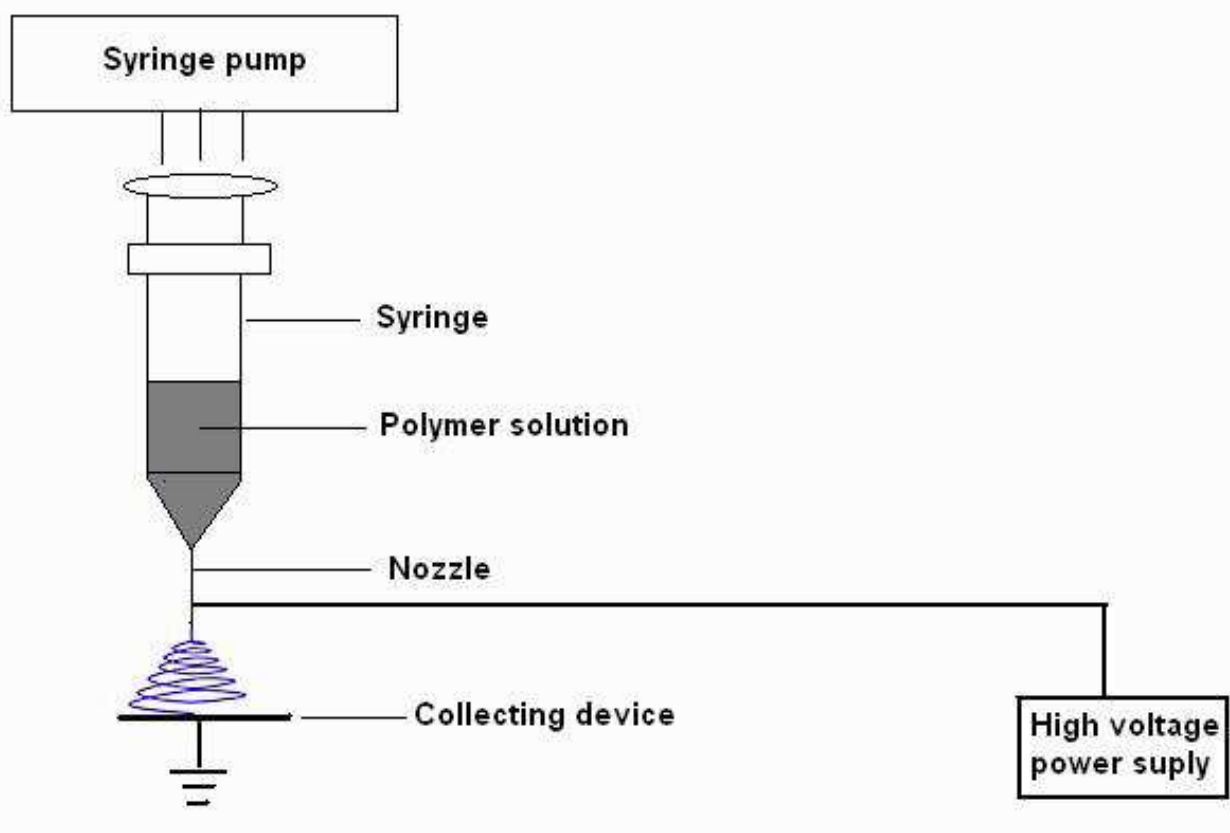 Syringe pump
Syringe
Polymer solution
Nozzle
Collecting device
High voltage
power suply